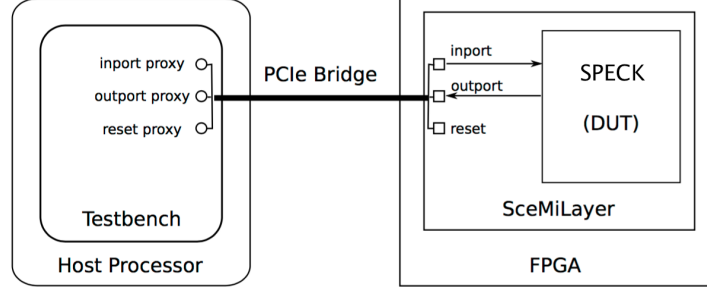 inport proxy
outport proxy
reset proxy
Testbench
Host Processor
PCIe Bridge
inport
outport
reset
SPECK
(DUT)
SceMiLayer
FPGA